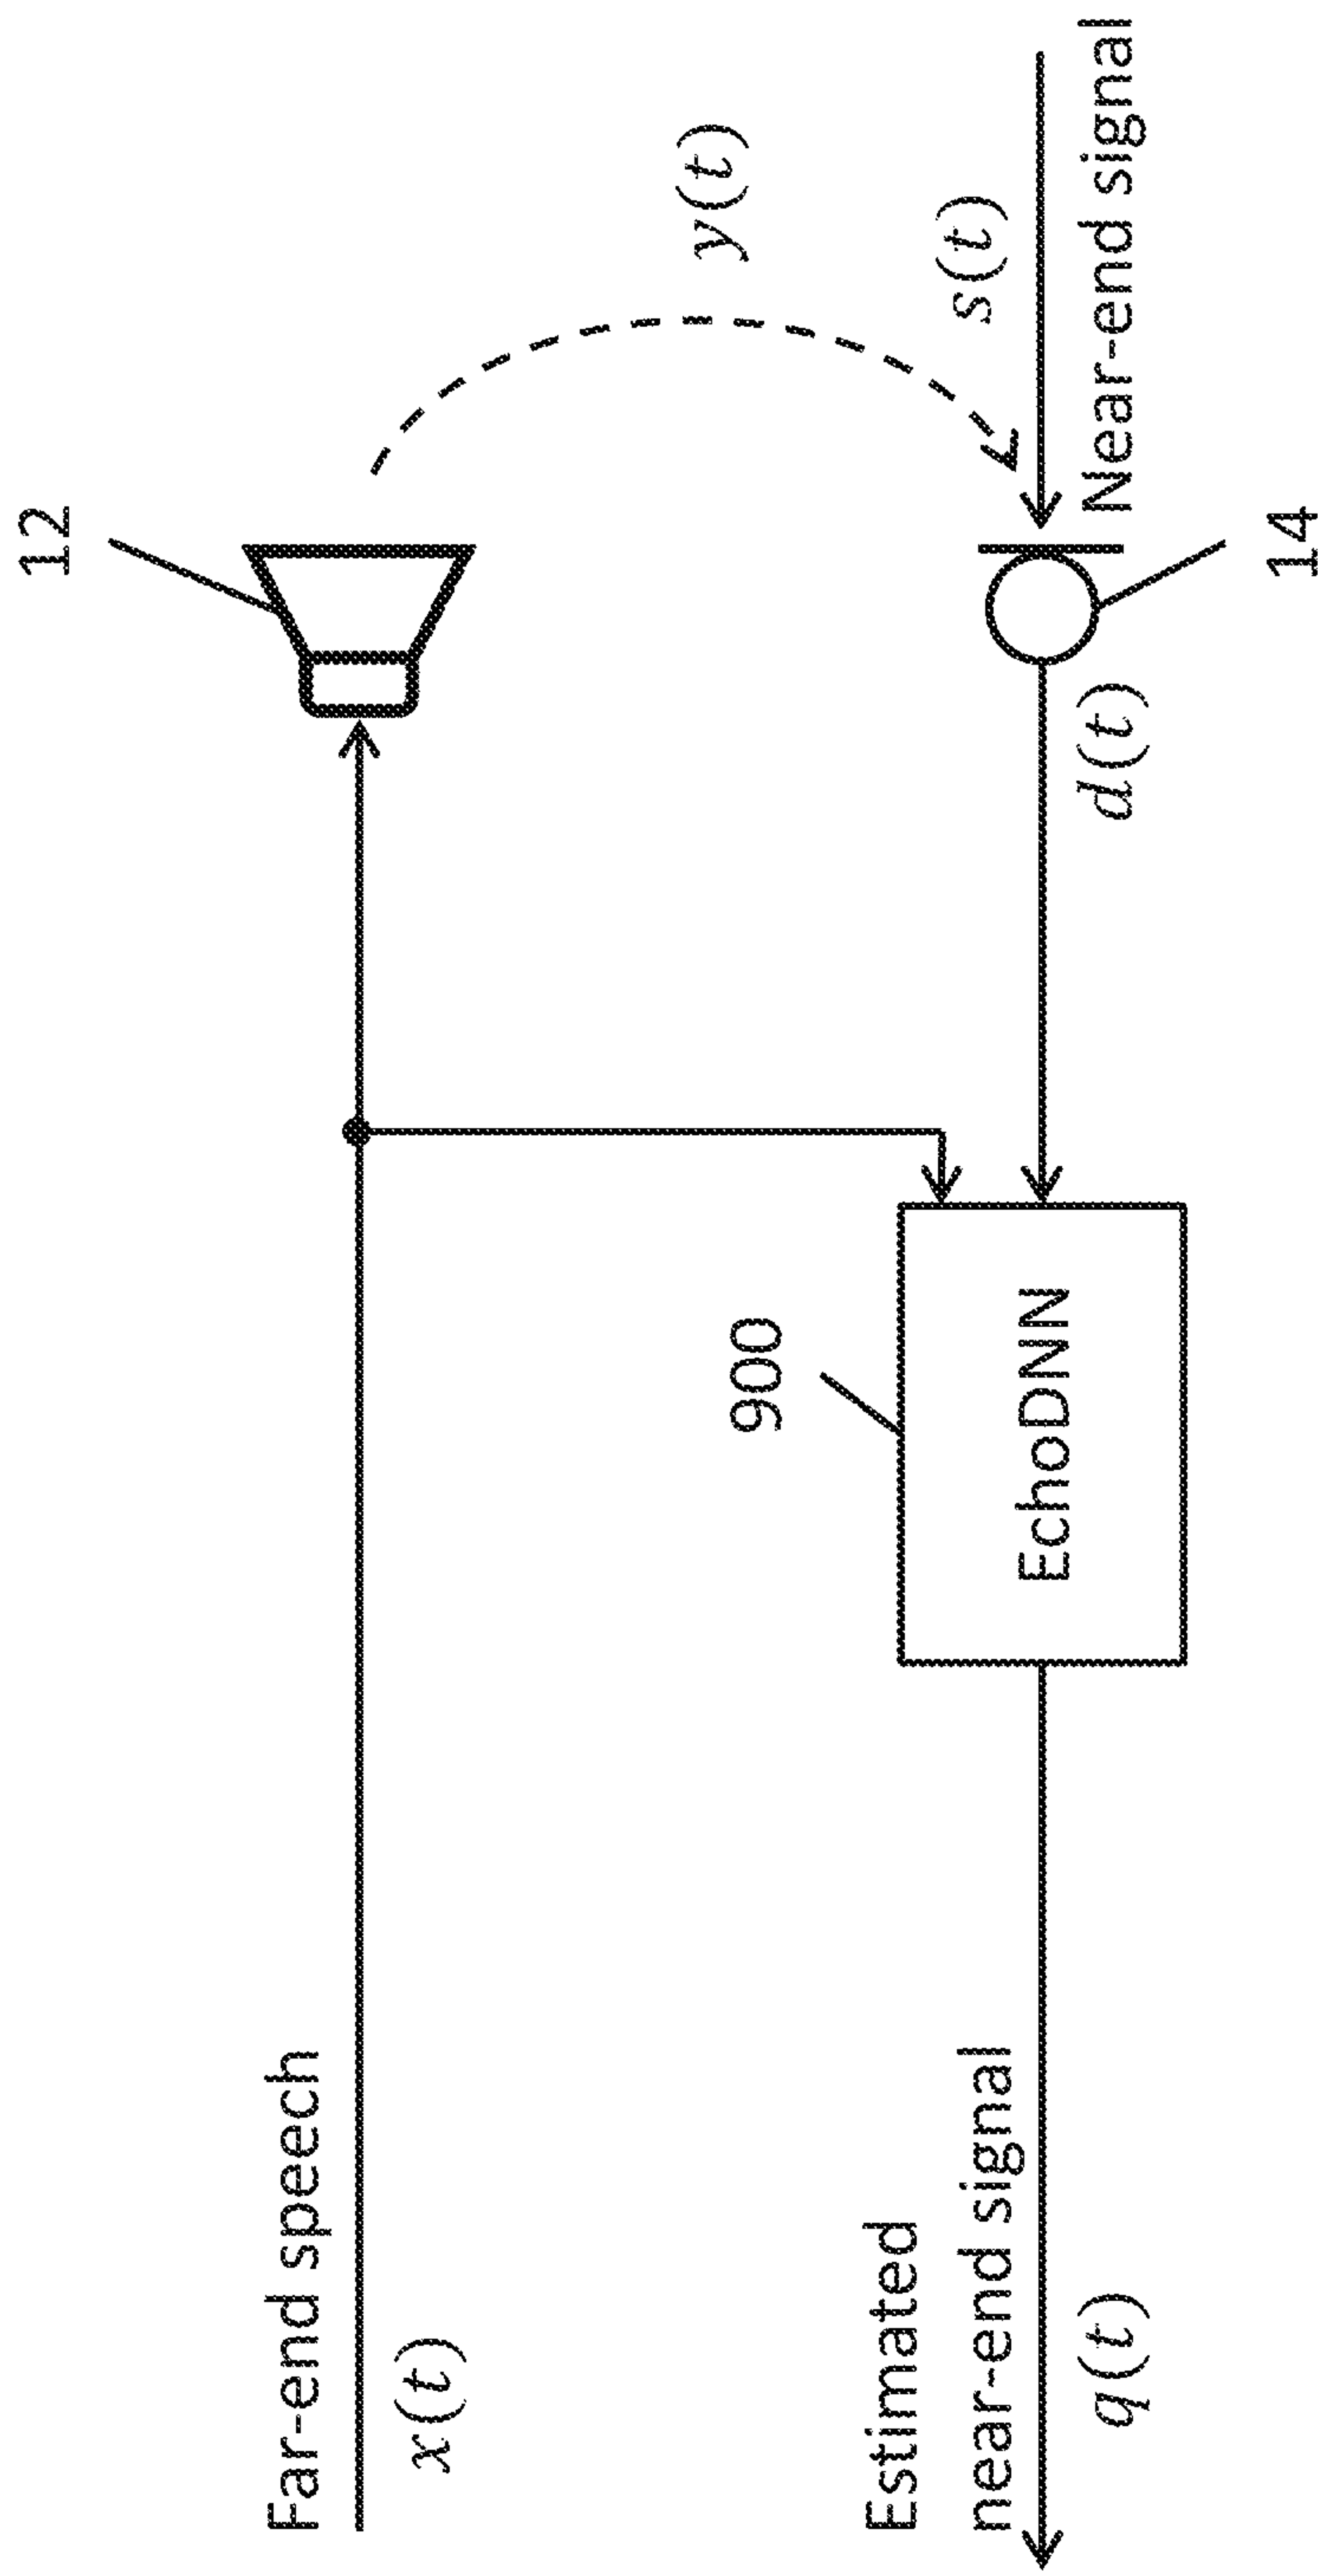 Far-end speech
x(t)
12
y(t)
Estimated
near-end signal
q(t)
900
EchoDNN
d(t)
s(t)
Near-end signal
14